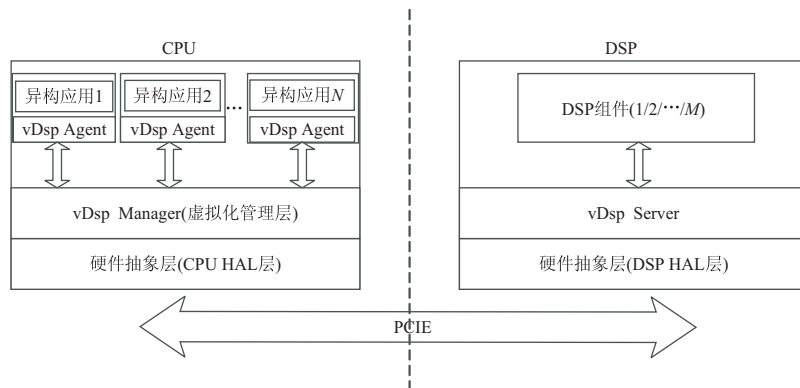 CPU
DSP
异构应用1
异构应用2
...
异构应用N
vDsp Agent
vDsp Agent
vDsp Agent
DSP组件(1/2/···/M)
vDsp Manager(虚拟化管理层)
vDsp Server
硬件抽象层(CPU HAL层)
硬件抽象层(DSP HAL层)
PCIE